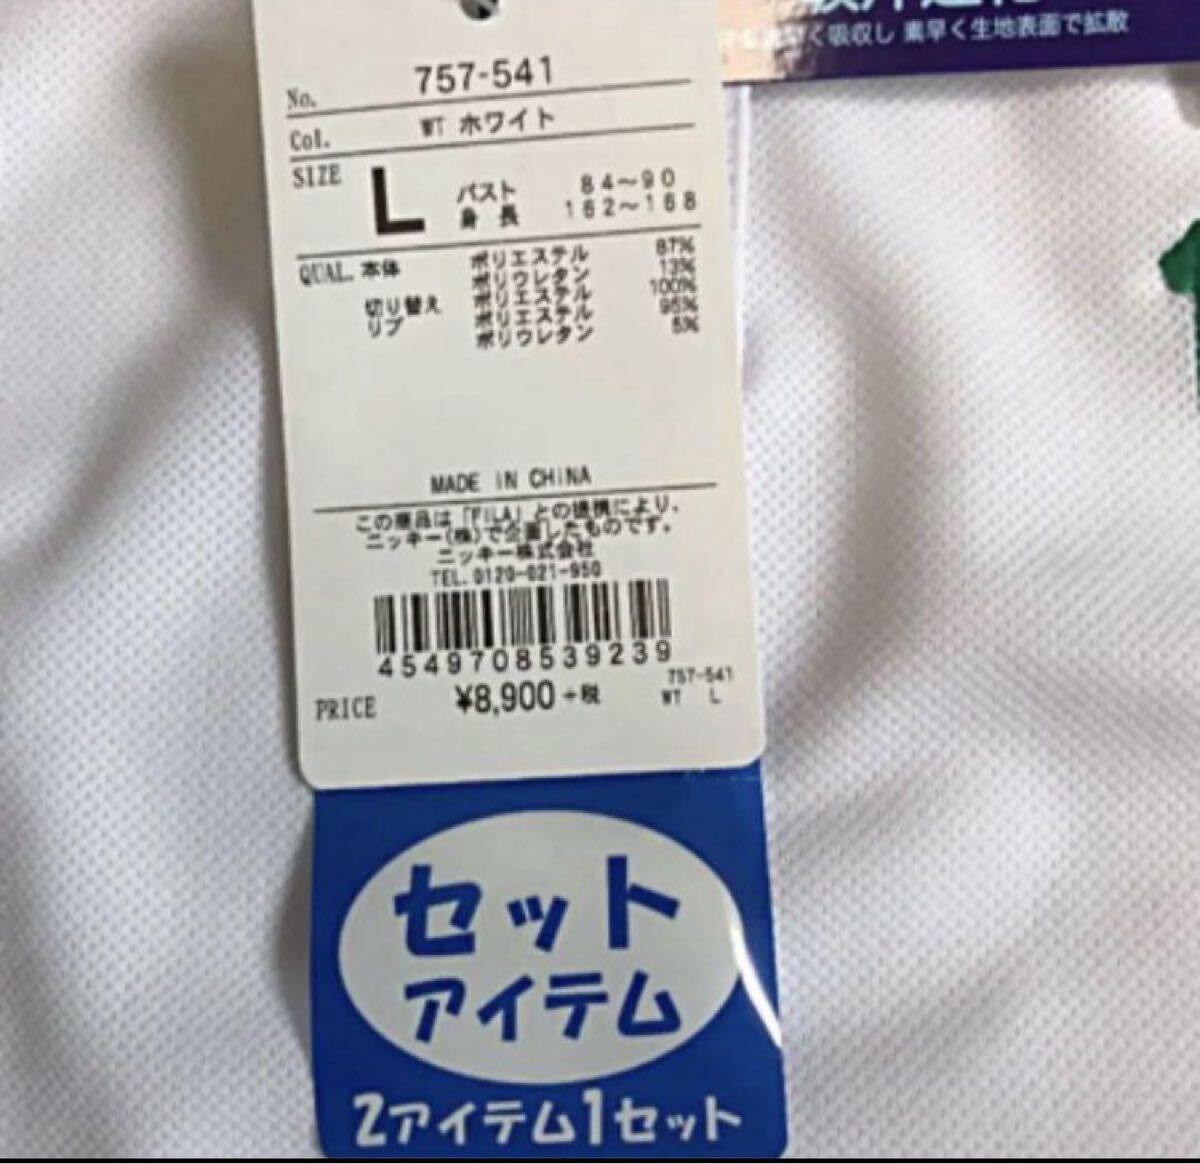 く吸収し 素早く生地表面で拡散
No. 757-541
Col. WT ホワイト
SIZE L バスト 84～90
身長 162～168
QUAL. 本体 ポリエステル 87%
ポリウレタン 13%
切り替え ポリエステル 100%
リブ ポリエステル 95%
ポリウレタン 5%
MADE IN CHINA
この商品は「FILA」との提携により、
ニッキー(株)で企画したものです。
ニッキー株式会社
TEL.0120-021-950
4549708539239
757-541
PRICE ¥8,900+税 WT L
セット
アイテム
2アイテム1セット